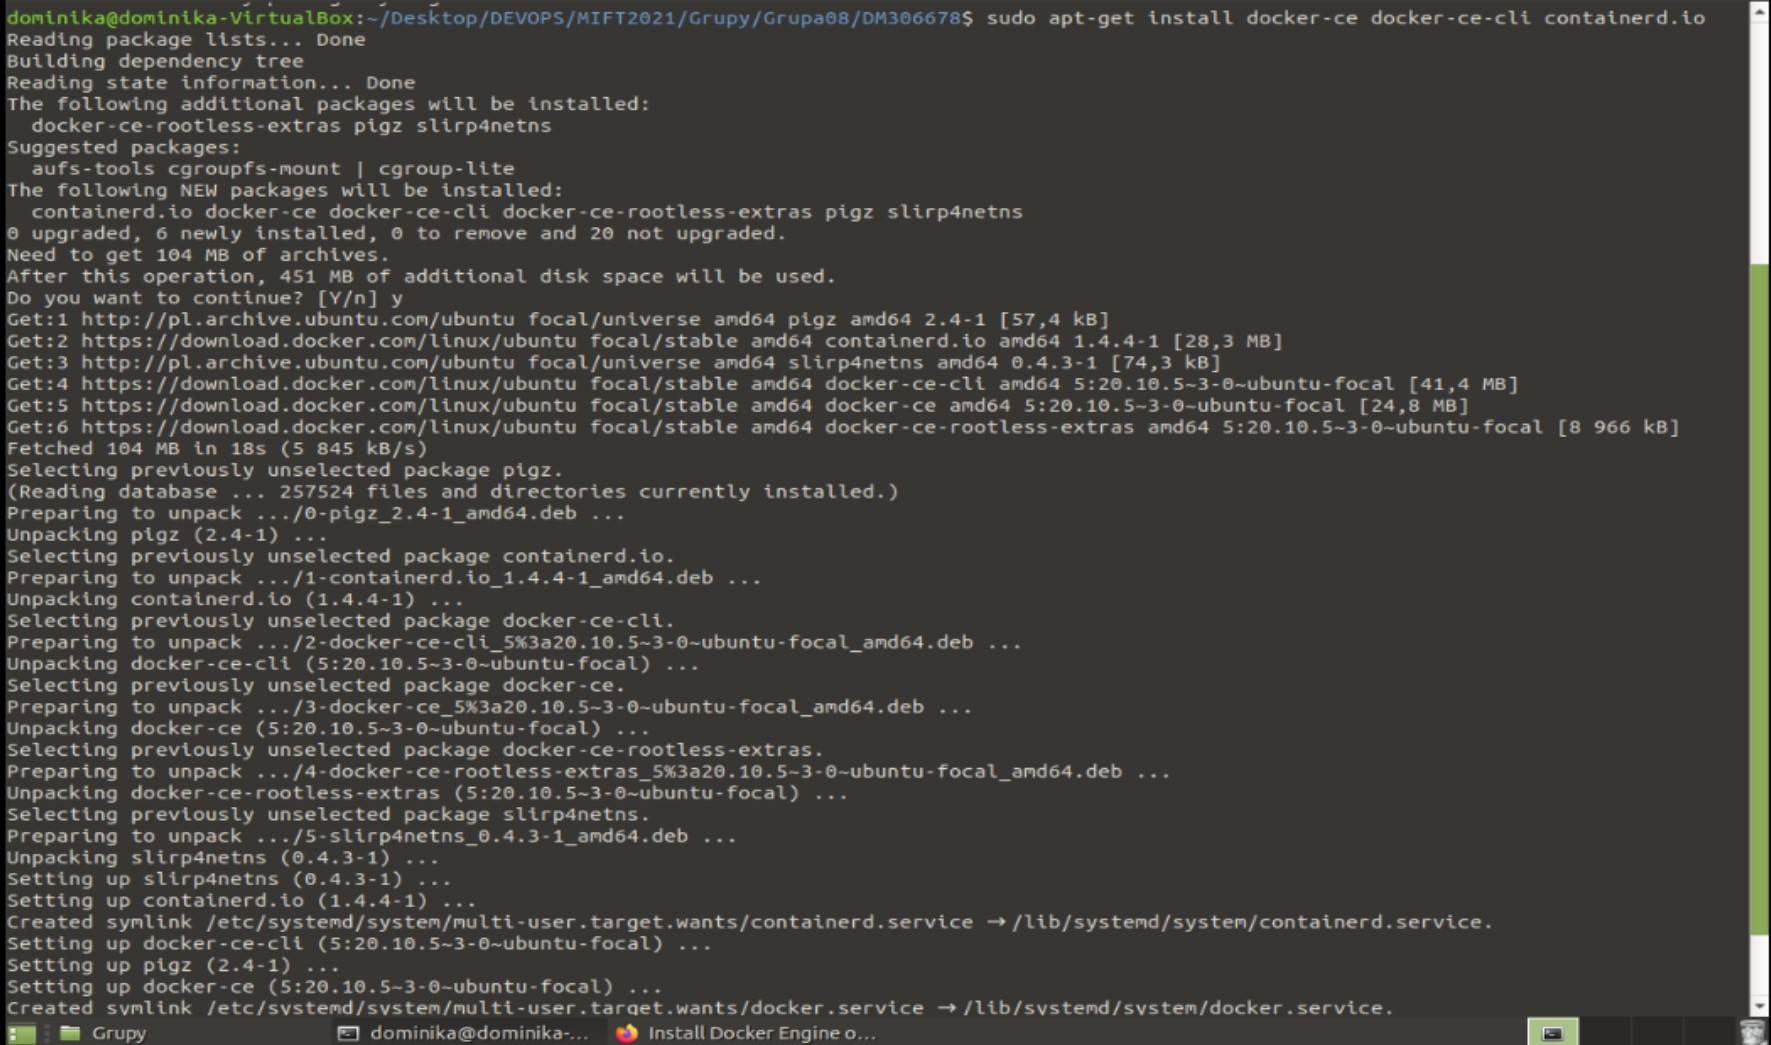 dominika@dominika-VirtualBox:~/Desktop/DEVOPS/MIFT2021/Grupy/Grupa08/DM306678$ sudo apt-get install docker-ce docker-ce-cli containerd.io
Reading package lists... Done
Building dependency tree
Reading state information... Done
The following additional packages will be installed:
  docker-ce-rootless-extras pigz slirp4netns
Suggested packages:
  aufs-tools cgroupfs-mount | cgroup-lite
The following NEW packages will be installed:
  containerd.io docker-ce docker-ce-cli docker-ce-rootless-extras pigz slirp4netns
0 upgraded, 6 newly installed, 0 to remove and 20 not upgraded.
Need to get 104 MB of archives.
After this operation, 451 MB of additional disk space will be used.
Do you want to continue? [Y/n] y
Get:1 http://pl.archive.ubuntu.com/ubuntu focal/universe amd64 pigz amd64 2.4-1 [57,4 kB]
Get:2 https://download.docker.com/linux/ubuntu focal/stable amd64 containerd.io amd64 1.4.4-1 [28,3 MB]
Get:3 http://pl.archive.ubuntu.com/ubuntu focal/universe amd64 slirp4netns amd64 0.4.3-1 [74,3 kB]
Get:4 https://download.docker.com/linux/ubuntu focal/stable amd64 docker-ce-cli amd64 5:20.10.5~3-0~ubuntu-focal [41,4 MB]
Get:5 https://download.docker.com/linux/ubuntu focal/stable amd64 docker-ce amd64 5:20.10.5~3-0~ubuntu-focal [24,8 MB]
Get:6 https://download.docker.com/linux/ubuntu focal/stable amd64 docker-ce-rootless-extras amd64 5:20.10.5~3-0~ubuntu-focal [8 966 kB]
Fetched 104 MB in 18s (5 845 kB/s)
Selecting previously unselected package pigz.
(Reading database ... 257524 files and directories currently installed.)
Preparing to unpack .../0-pigz_2.4-1_amd64.deb ...
Unpacking pigz (2.4-1) ...
Selecting previously unselected package containerd.io.
Preparing to unpack .../1-containerd.io_1.4.4-1_amd64.deb ...
Unpacking containerd.io (1.4.4-1) ...
Selecting previously unselected package docker-ce-cli.
Preparing to unpack .../2-docker-ce-cli_5%3a20.10.5~3-0~ubuntu-focal_amd64.deb ...
Unpacking docker-ce-cli (5:20.10.5~3-0~ubuntu-focal) ...
Selecting previously unselected package docker-ce.
Preparing to unpack .../3-docker-ce_5%3a20.10.5~3-0~ubuntu-focal_amd64.deb ...
Unpacking docker-ce (5:20.10.5~3-0~ubuntu-focal) ...
Selecting previously unselected package docker-ce-rootless-extras.
Preparing to unpack .../4-docker-ce-rootless-extras_5%3a20.10.5~3-0~ubuntu-focal_amd64.deb ...
Unpacking docker-ce-rootless-extras (5:20.10.5~3-0~ubuntu-focal) ...
Selecting previously unselected package slirp4netns.
Preparing to unpack .../5-slirp4netns_0.4.3-1_amd64.deb ...
Unpacking slirp4netns (0.4.3-1) ...
Setting up slirp4netns (0.4.3-1) ...
Setting up containerd.io (1.4.4-1) ...
Created symlink /etc/systemd/system/multi-user.target.wants/containerd.service → /lib/systemd/system/containerd.service.
Setting up docker-ce-cli (5:20.10.5~3-0~ubuntu-focal) ...
Setting up pigz (2.4-1) ...
Setting up docker-ce (5:20.10.5~3-0~ubuntu-focal) ...
Created symlink /etc/systemd/system/multi-user.target.wants/docker.service → /lib/systemd/system/docker.service.
Grupy dominika@dominika-... Install Docker Engine o...